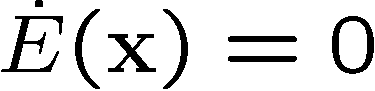 Ė(𝐱) = 0